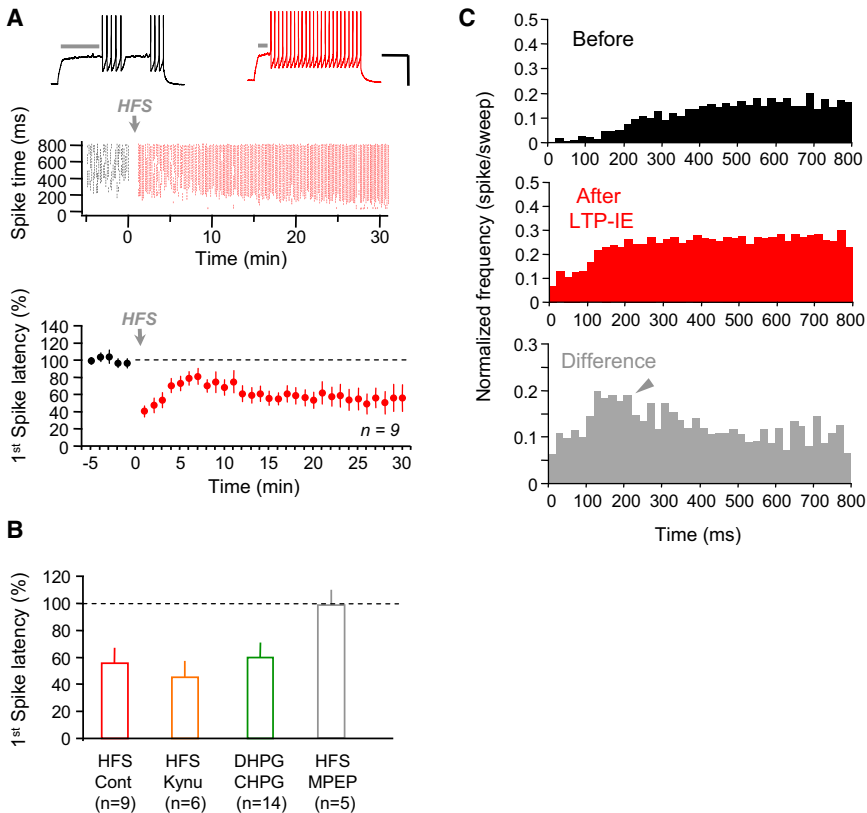 A
HFS
Spike time (ms)
800
600
400
200
0
0 10 20 30
Time (min)
HFS
1st Spike latency (%)
140
120
100
80
60
40
20
0
n = 9
-5 0 5 10 15 20 25 30
Time (min)
B
1st Spike latency (%)
120
100
80
60
40
20
0
HFS HFS DHPG HFS
Cont Kynu CHPG MPEP
(n=9) (n=6) (n=14) (n=5)
C
Normalized frequency (spike/sweep)
Before
0.5
0.4
0.3
0.2
0.1
0
0 100 200 300 400 500 600 700 800
After
LTP-IE
0.5
0.4
0.3
0.2
0.1
0
0 100 200 300 400 500 600 700 800
Difference
0.3
0.2
0.1
0
0 100 200 300 400 500 600 700 800
Time (ms)